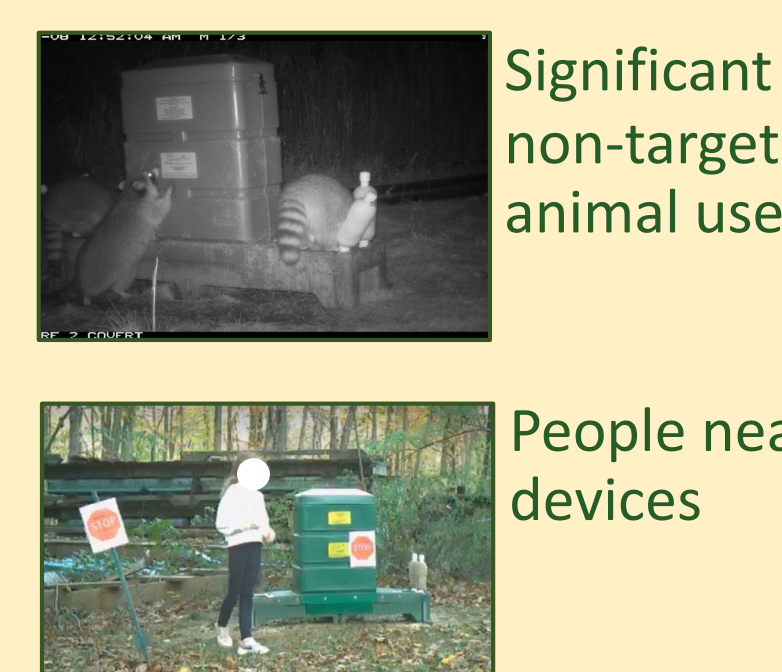 -08 12:52:04 AM M 1/3
Significant
non-target
animal use
RE 2 COVERT
People nea
devices
STOP
STOP